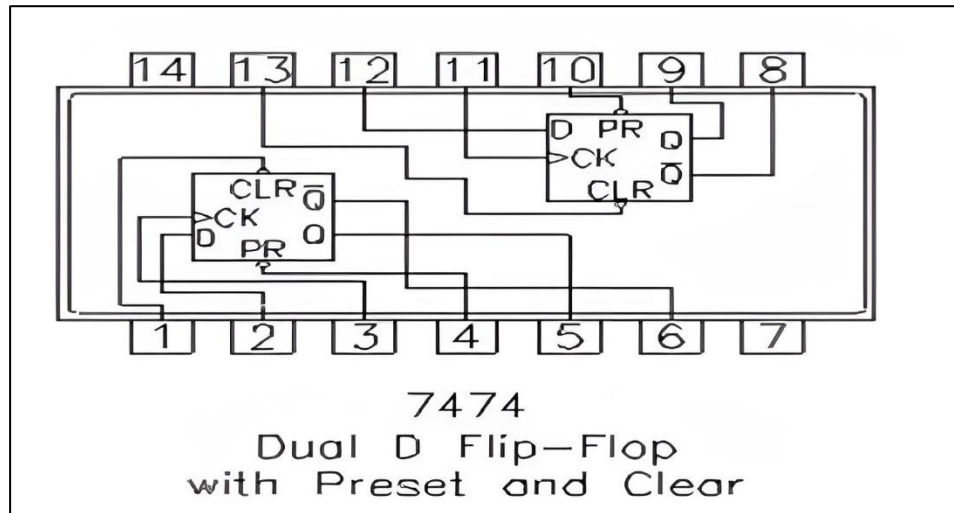 14 13 12 11 10 9 8
D PR Q
CK Q̅
CLR
CLR Q̅
CK
D Q
PR
1 2 3 4 5 6 7
7474
Dual D Flip-Flop
with Preset and Clear